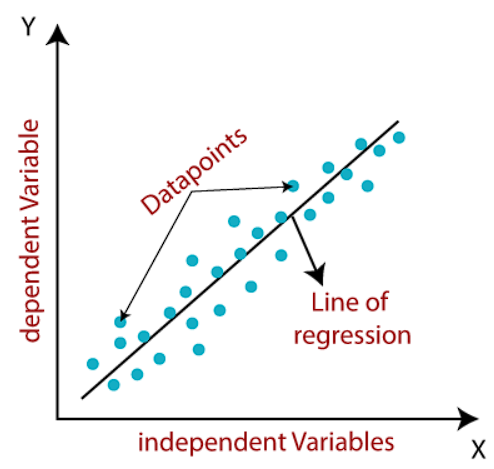 Y
dependent Variable
Datapoints
Line of
regression
independent Variables
X